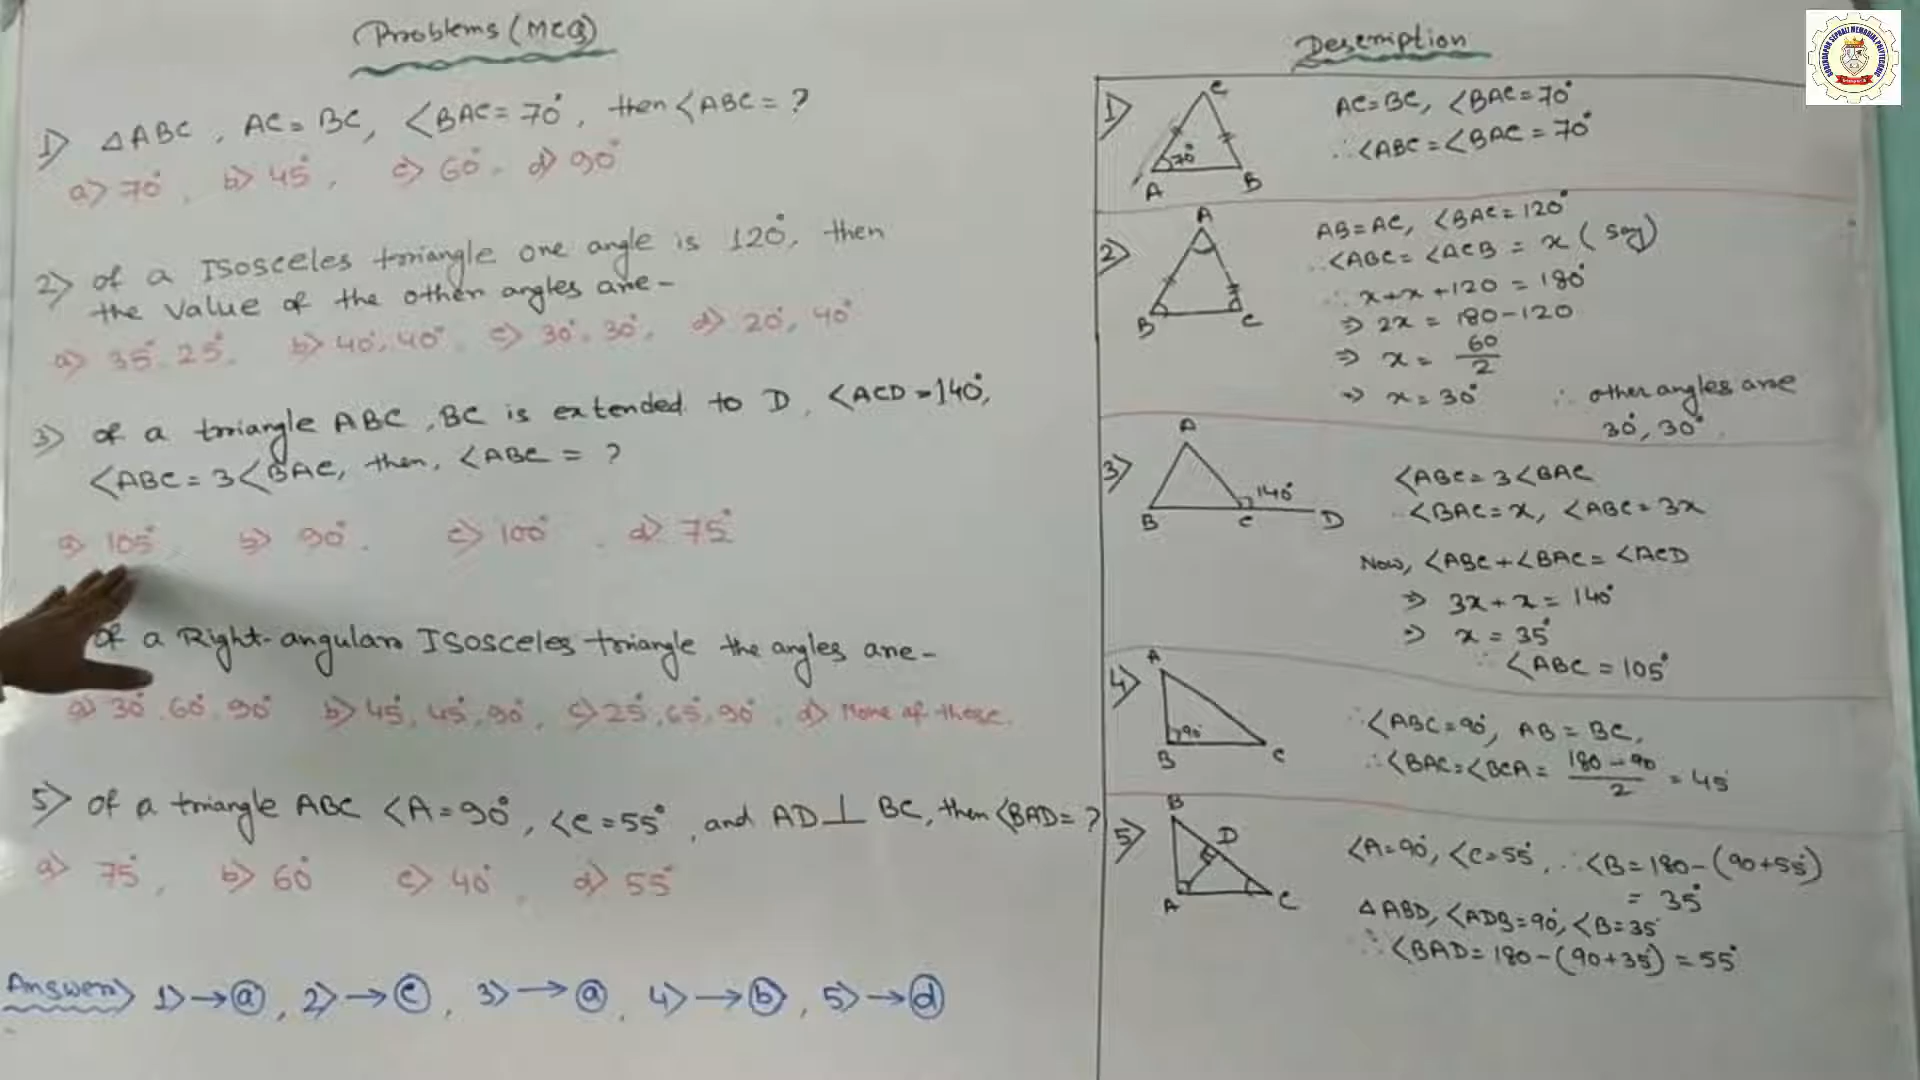 Problems (MCQ)
1) △ABC, AC = BC, <BAC = 70°, then <ABC = ?
a) 70°, b) 45°, c) 60°, d) 90°
2) of a Isosceles triangle one angle is 120°, then
the value of the other angles are -
a) 35°, 25°, b) 40°, 40°, c) 30°, 30°, d) 20°, 40°
3) of a triangle ABC, BC is extended to D, <ACD = 140°,
<ABC = 3<BAC, then, <ABC = ?
a) 105°, b) 90°, c) 100°, d) 75°
of a Right-angular Isosceles triangle the angles are-
a) 30°, 60°, 90° b) 45°, 45°, 90°, c) 25°, 65°, 90°, d) None of these.
5) of a triangle ABC <A = 90°, <C = 55°, and AD ⊥ BC, then <BAD = ?
a) 75°, b) 60° c) 40°, d) 55°
Answer) 1) → a, 2) → c, 3) → a, 4) → b, 5) → d
Description
1) C 70° A B
AC = BC, <BAC = 70°
∴ <ABC = <BAC = 70°
2) A B C
AB = AC, <BAC = 120°
∴ <ABC = <ACB = x (say)
∴ x + x + 120 = 180°
⇒ 2x = 180 - 120
⇒ x = 60/2
⇒ x = 30° ∴ other angles are
30°, 30°.
3) A B C D 140°
<ABC = 3<BAC
∴ <BAC = x, <ABC = 3x
Now, <ABC + <BAC = <ACD
⇒ 3x + x = 140°
⇒ x = 35°
∴ <ABC = 105°
4) A B C 90°
∴ <ABC = 90°, AB = BC,
∴ <BAC = <BCA = 180 - 90/2 = 45°
5) B D A C
<A = 90°, <C = 55°, ∴ <B = 180 - (90 + 55°)
= 35°
△ABD, <ADB = 90°, <B = 35°
∴ <BAD = 180 - (90 + 35°) = 55°